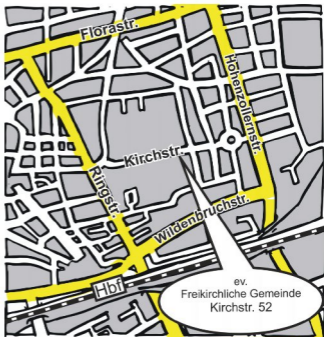 Florastr.
Hohenzollernstr.
Kirchstr.
Ringstr.
Wildenbruchstr.
Hbf
ev.
Freikirchliche Gemeinde
Kirchstr. 52